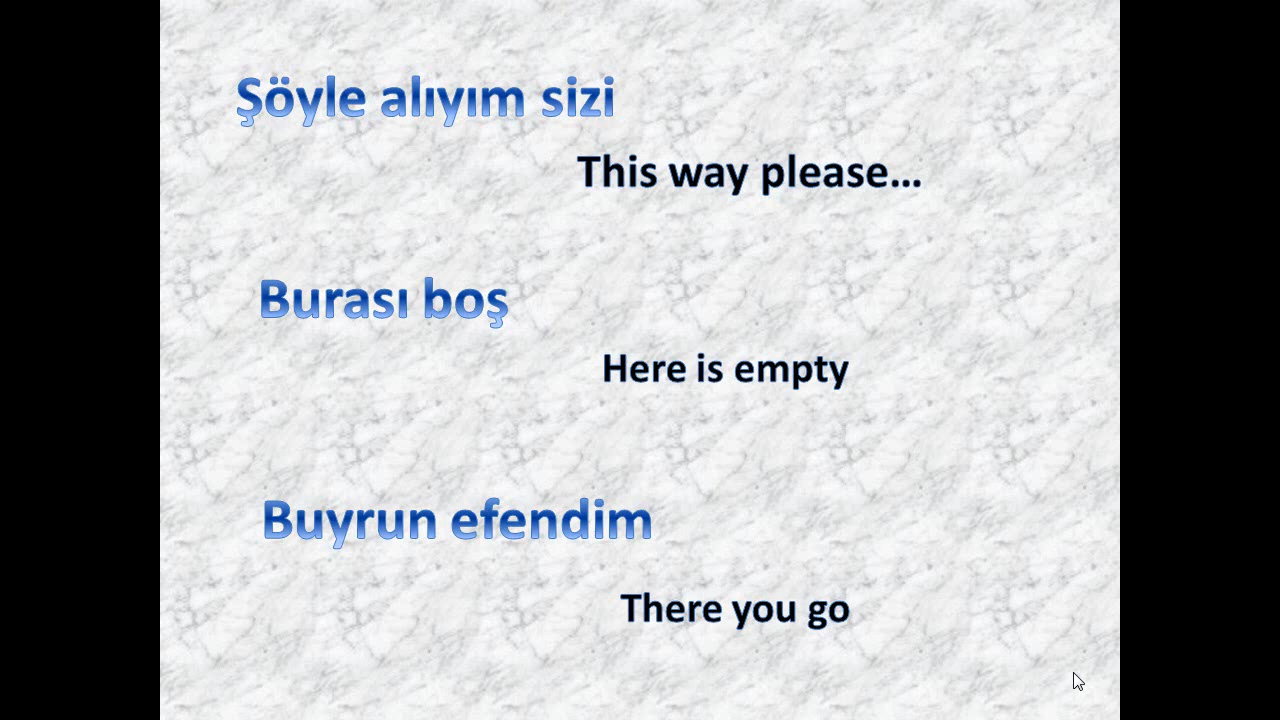 Şöyle alıyım sizi
This way please...
Burası boş
Here is empty
Buyrun efendim
There you go